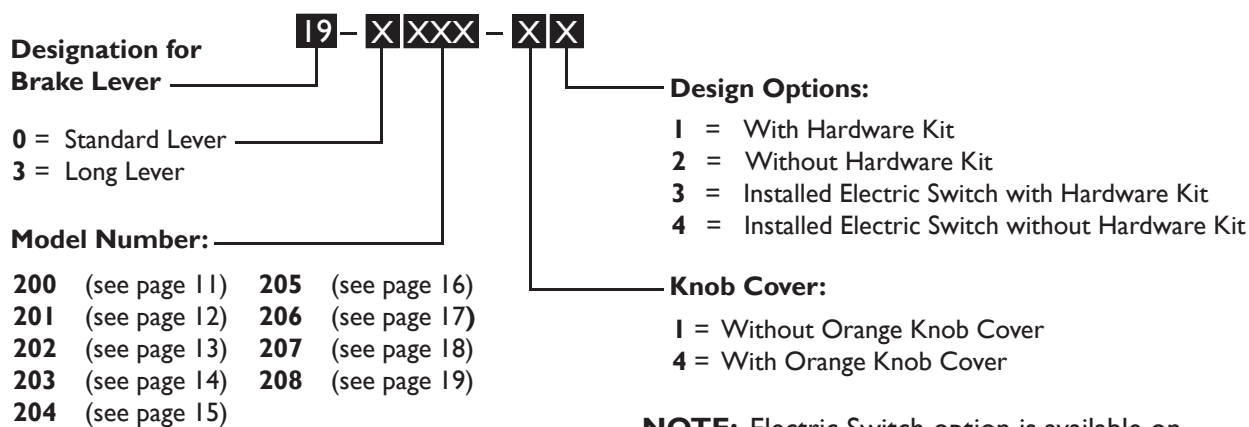 19 – X XXX – X X
Designation for
Brake Lever
0 = Standard Lever
3 = Long Lever
Model Number:
200 (see page 11) 205 (see page 16)
201 (see page 12) 206 (see page 17)
202 (see page 13) 207 (see page 18)
203 (see page 14) 208 (see page 19)
204 (see page 15)
Design Options:
1 = With Hardware Kit
2 = Without Hardware Kit
3 = Installed Electric Switch with Hardware Kit
4 = Installed Electric Switch without Hardware Kit
Knob Cover:
1 = Without Orange Knob Cover
4 = With Orange Knob Cover
NOTE: Electric Switch option is available on